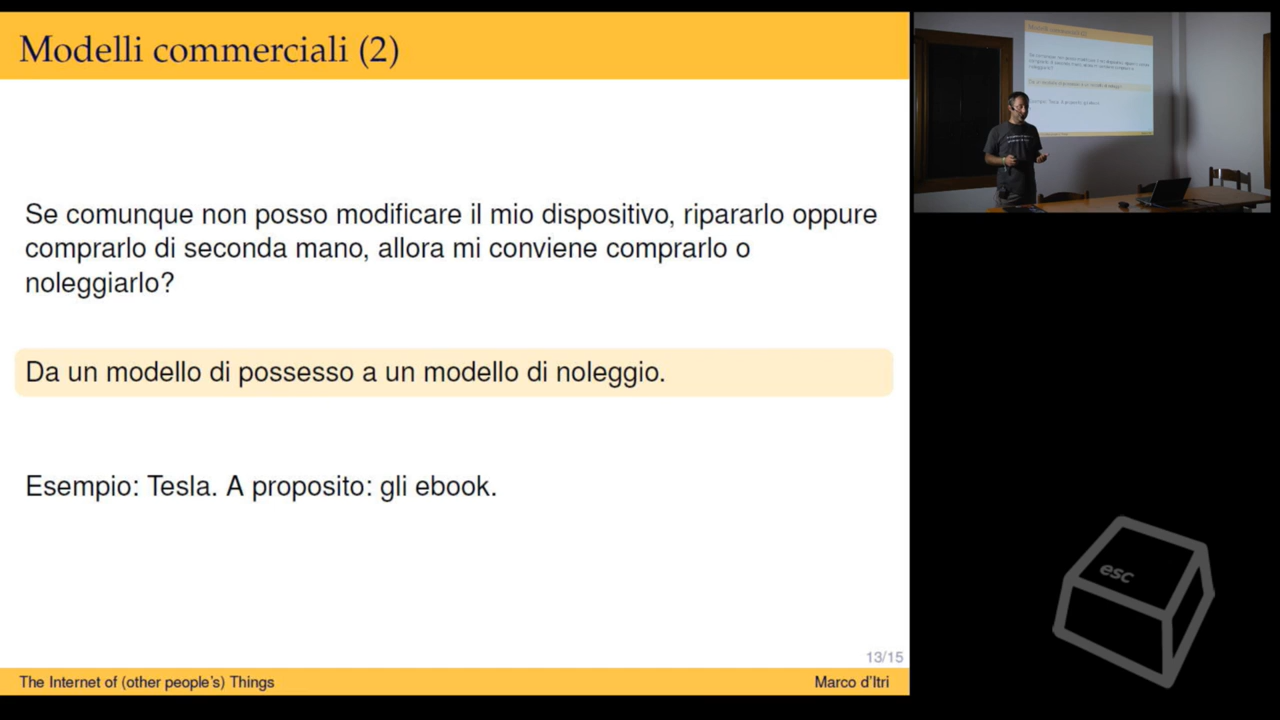 Modelli commerciali (2)
Se comunque non posso modificare il mio dispositivo, ripararlo oppure
comprarlo di seconda mano, allora mi conviene comprarlo o
noleggiarlo?
Da un modello di possesso a un modello di noleggio.
Esempio: Tesla. A proposito: gli ebook.
13/15
The Internet of (other people's) Things
Marco d'Itri
esc